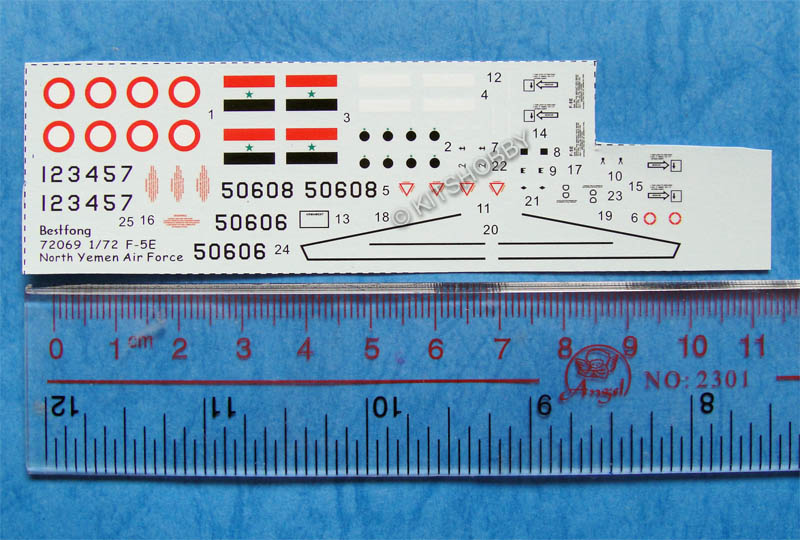 12
4
1
3
14
2
7
2
22
8
9
17
10
15
123457
123457
50608 50608 5
21
23
25 16
50606
13
18
11
19
6
Bestfong
72069 1/72 F-5E
North Yemen Air Force
50606 24
20
© KITSHOBBY
F-5E
F-5E
0 1 cm 2 3 4 5 6 7 8 9 10 11
Angel
NO: 2301
12 11 10 9 8